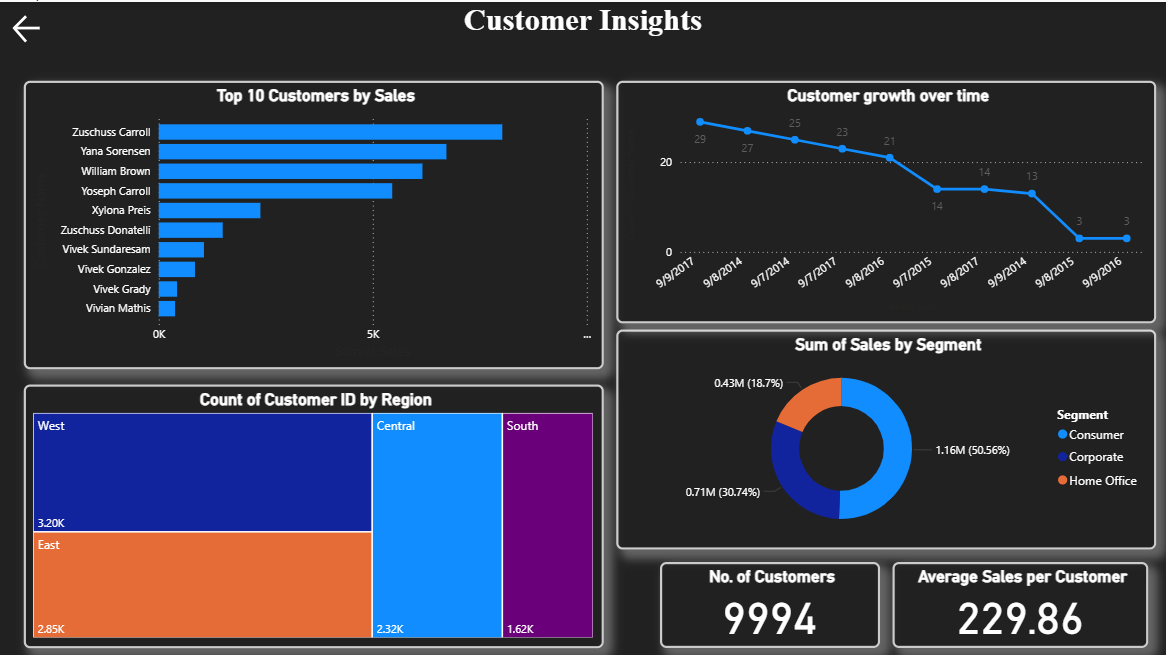 Customer Insights
Top 10 Customers by Sales
Zuschuss Carroll
Yana Sorensen
William Brown
Yoseph Carroll
Xylona Preis
Zuschuss Donatelli
Vivek Sundaresam
Vivek Gonzalez
Vivek Grady
Vivian Mathis
0K 5K ...
Customer growth over time
20
0
29 27 25 23 21 14 14 13 3 3
9/9/2017 9/8/2014 9/7/2014 9/7/2017 9/8/2016 9/7/2015 9/8/2017 9/9/2014 9/8/2015 9/9/2016
Count of Customer ID by Region
West
3.20K
East
2.85K
Central
2.32K
South
1.62K
Sum of Sales by Segment
0.43M (18.7%)
1.16M (50.56%)
0.71M (30.74%)
Segment
Consumer
Corporate
Home Office
No. of Customers
9994
Average Sales per Customer
229.86